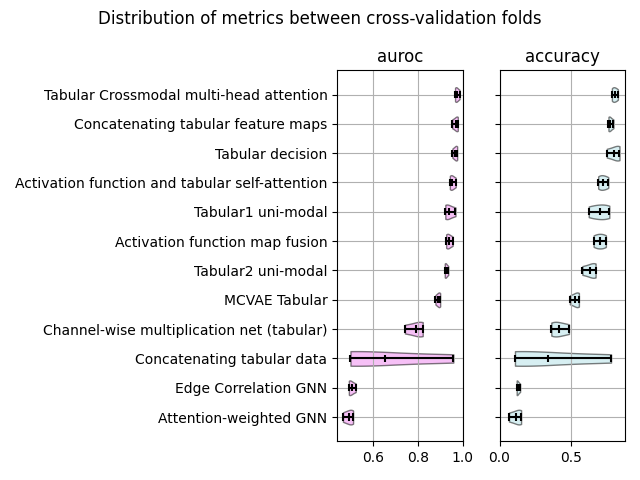 Distribution of metrics between cross-validation folds
auroc
accuracy
Tabular Crossmodal multi-head attention
Concatenating tabular feature maps
Tabular decision
Activation function and tabular self-attention
Tabular1 uni-modal
Activation function map fusion
Tabular2 uni-modal
MCVAE Tabular
Channel-wise multiplication net (tabular)
Concatenating tabular data
Edge Correlation GNN
Attention-weighted GNN
0.6 0.8 1.0
0.0 0.5